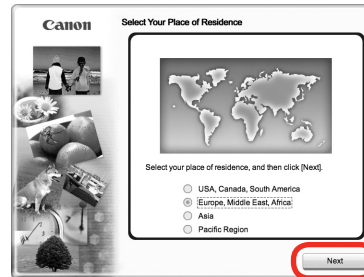 Canon
Select Your Place of Residence
Select your place of residence, and then click [Next].
USA, Canada, South America
Europe, Middle East, Africa
Asia
Pacific Region
Next